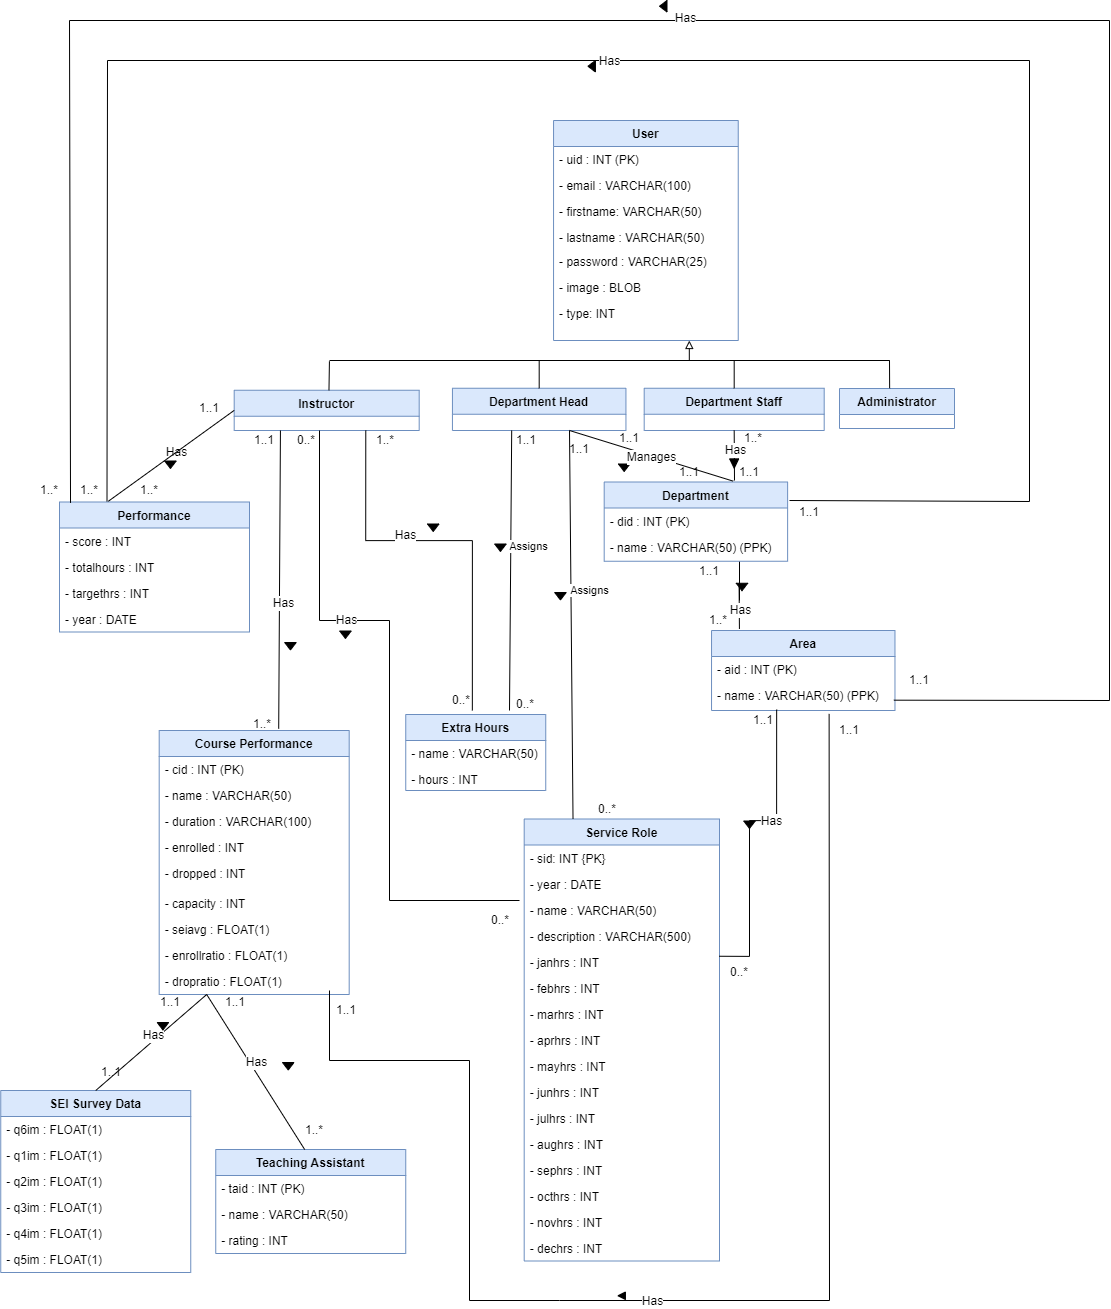 Has
Has
User
- uid : INT (PK)
- email : VARCHAR(100)
- firstname: VARCHAR(50)
- lastname : VARCHAR(50)
- password : VARCHAR(25)
- image : BLOB
- type: INT
Instructor
Department Head
Department Staff
Administrator
1..1
1..1
0..*
1..*
1..1
1..1
1..1
1..*
Has
Manages
Has
1..1
1..1
1..*
1..*
1..*
Performance
- score : INT
- totalhours : INT
- targethrs : INT
- year : DATE
Department
- did : INT (PK)
- name : VARCHAR(50) (PPK)
1..1
1..1
Has
Assigns
Assigns
Has
Has
Has
1..*
Area
- aid : INT (PK)
- name : VARCHAR(50) (PPK)
1..1
1..1
1..1
1..*
0..*
0..*
Extra Hours
- name : VARCHAR(50)
- hours : INT
Course Performance
- cid : INT (PK)
- name : VARCHAR(50)
- duration : VARCHAR(100)
- enrolled : INT
- dropped : INT
- capacity : INT
- seiavg : FLOAT(1)
- enrollratio : FLOAT(1)
- dropratio : FLOAT(1)
0..*
Has
0..*
0..*
Service Role
- sid: INT {PK}
- year : DATE
- name : VARCHAR(50)
- description : VARCHAR(500)
- janhrs : INT
- febhrs : INT
- marhrs : INT
- aprhrs : INT
- mayhrs : INT
- junhrs : INT
- julhrs : INT
- aughrs : INT
- sephrs : INT
- octhrs : INT
- novhrs : INT
- dechrs : INT
1..1
1..1
1..1
Has
Has
1..1
1..*
SEI Survey Data
- q6im : FLOAT(1)
- q1im : FLOAT(1)
- q2im : FLOAT(1)
- q3im : FLOAT(1)
- q4im : FLOAT(1)
- q5im : FLOAT(1)
Teaching Assistant
- taid : INT (PK)
- name : VARCHAR(50)
- rating : INT
Has